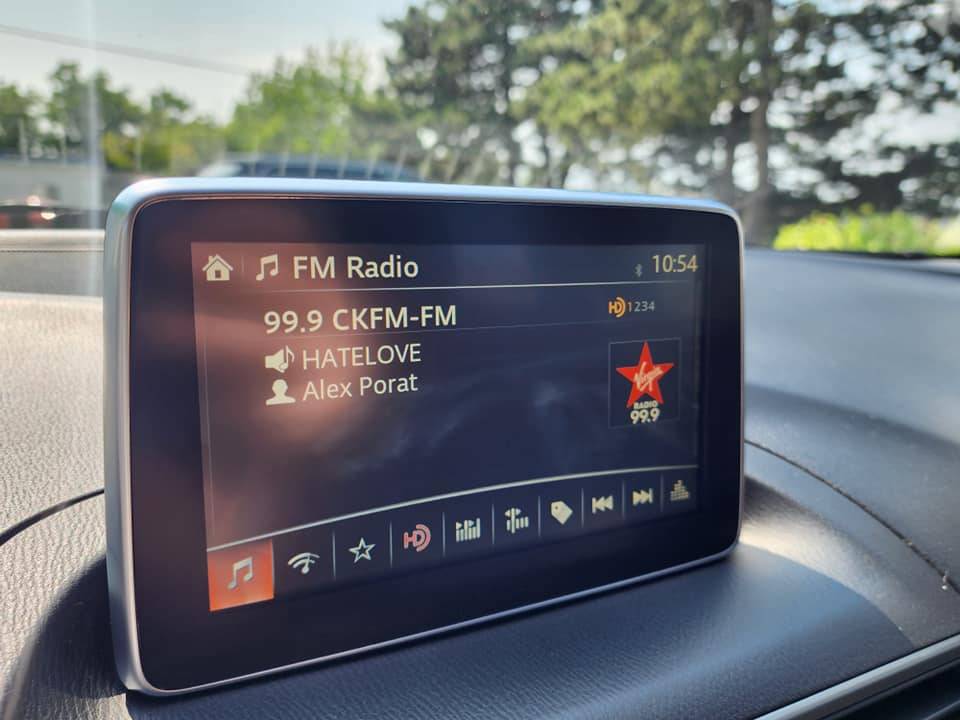 FM Radio
10:54
99.9 CKFM-FM
HD 1234
HATELOVE
Alex Porat
Virgin
RADIO
99.9
HD